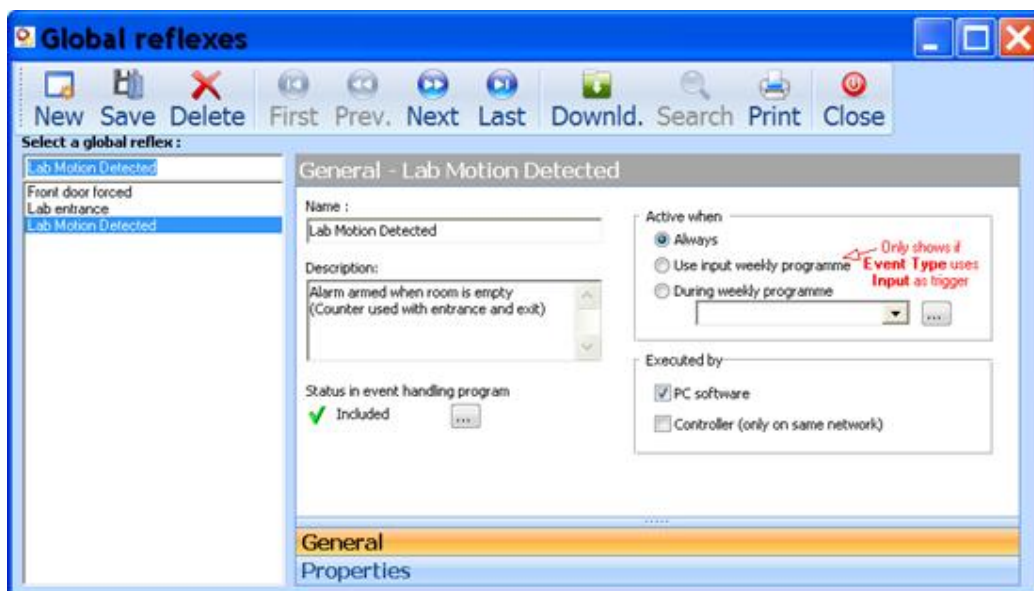 Global reflexes
New Save Delete First Prev. Next Last Downld. Search Print Close
Select a global reflex :
Lab Motion Detected
Front door forced
Lab entrance
Lab Motion Detected
General - Lab Motion Detected
Name :
Lab Motion Detected
Description:
Alarm armed when room is empty
(Counter used with entrance and exit)
Status in event handling program
Included
...
Active when
Always
Use input weekly programme
During weekly programme
...
Only shows if
Event Type uses
Input as trigger
Executed by
PC software
Controller (only on same network)
General
Properties